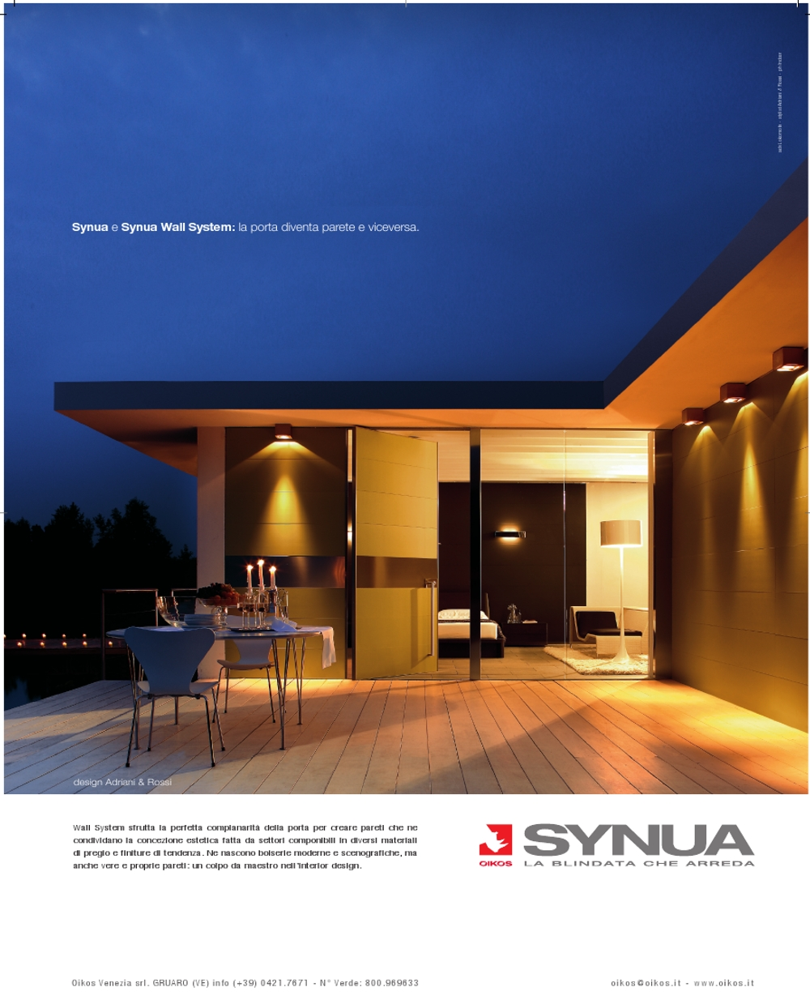 Synua e Synua Wall System: la porta diventa parete e viceversa.
design Adriani & Rossi
Wall System sfrutta la perfetta complanarità della porta per creare pareti che ne
condividano la concezione estetica fatta da settori componibili in diversi materiali
di pregio e finiture di tendenza. Ne nascono boiserie moderne e scenografiche, ma
anche vere e proprie pareti: un colpo da maestro nell'interior design.
OIKOS
SYNUA
LA BLINDATA CHE ARREDA
Oikos Venezia srl. GRUARO (VE) info (+39) 0421.7671 - N° Verde: 800.969633
oikos@oikos.it - www.oikos.it